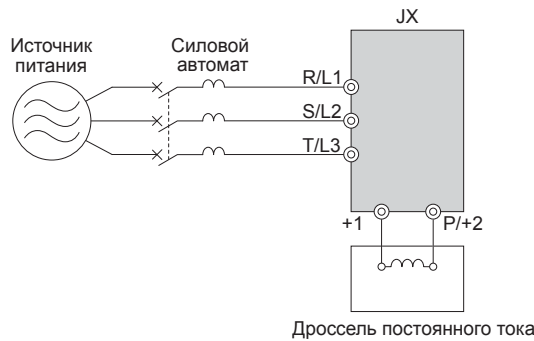 JX
Источник
питания
Силовой
автомат
R/L1
S/L2
T/L3
+1
P/+2
Дроссель постоянного тока